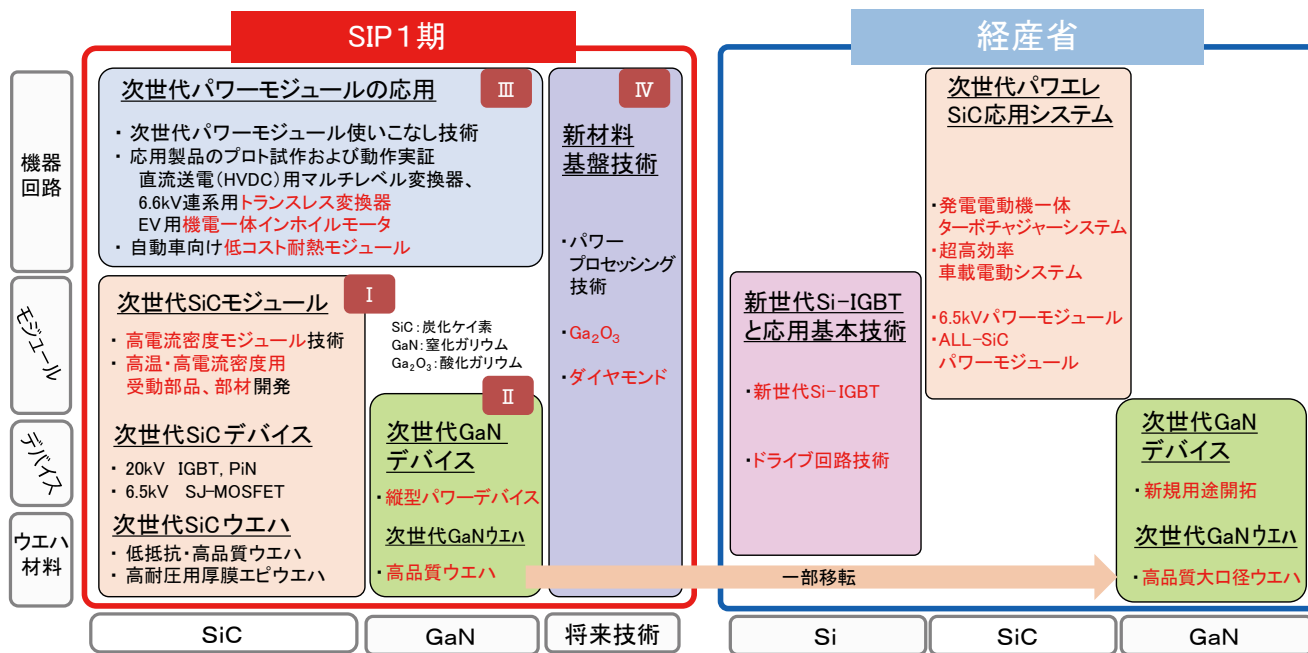 SIP1期
経産省
機器
回路
モジュール
デバイス
ウエハ
材料
次世代パワーモジュールの応用
Ⅲ
・次世代パワーモジュール使いこなし技術
・応用製品のプロト試作および動作実証
直流送電(HVDC)用マルチレベル変換器、
6.6kV連系用トランスレス変換器
EV用機電一体インホイルモータ
・自動車向け低コスト耐熱モジュール
次世代SiCモジュール
Ⅰ
・高電流密度モジュール技術
・高温・高電流密度用
受動部品、部材開発
次世代SiCデバイス
・20kV IGBT, PiN
・6.5kV SJ-MOSFET
次世代SiCウエハ
・低抵抗・高品質ウエハ
・高耐圧用厚膜エピウエハ
SiC:炭化ケイ素
GaN:窒化ガリウム
Ga₂O₃:酸化ガリウム
Ⅱ
次世代GaN
デバイス
・縦型パワーデバイス
次世代GaNウエハ
・高品質ウエハ
Ⅳ
新材料
基盤技術
・パワー
プロセッシング
技術
・Ga₂O₃
・ダイヤモンド
一部移転
新世代Si-IGBT
と応用基本技術
・新世代Si-IGBT
・ドライブ回路技術
次世代パワエレ
SiC応用システム
・発電電動機一体
ターボチャジャーシステム
・超高効率
車載電動システム
・6.5kVパワーモジュール
・ALL-SiC
パワーモジュール
次世代GaN
デバイス
・新規用途開拓
次世代GaNウエハ
・高品質大口径ウエハ
SiC
GaN
将来技術
Si
SiC
GaN